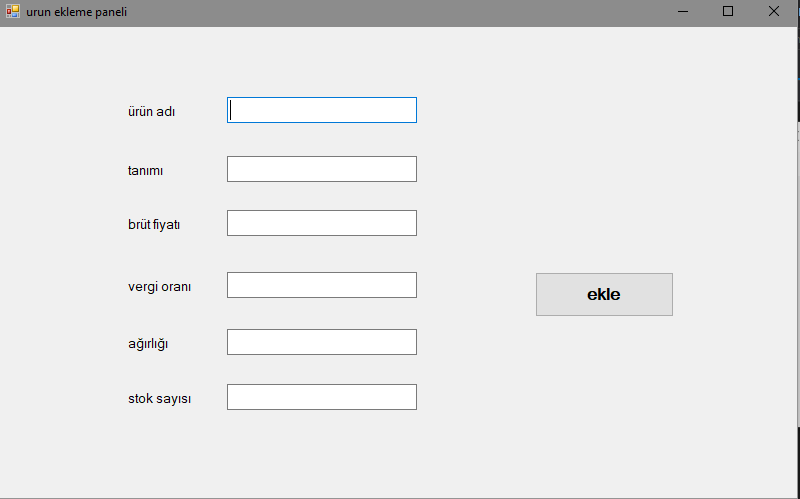 urun ekleme paneli
ürün adı
tanımı
brüt fiyatı
vergi oranı
ekle
ağırlığı
stok sayısı